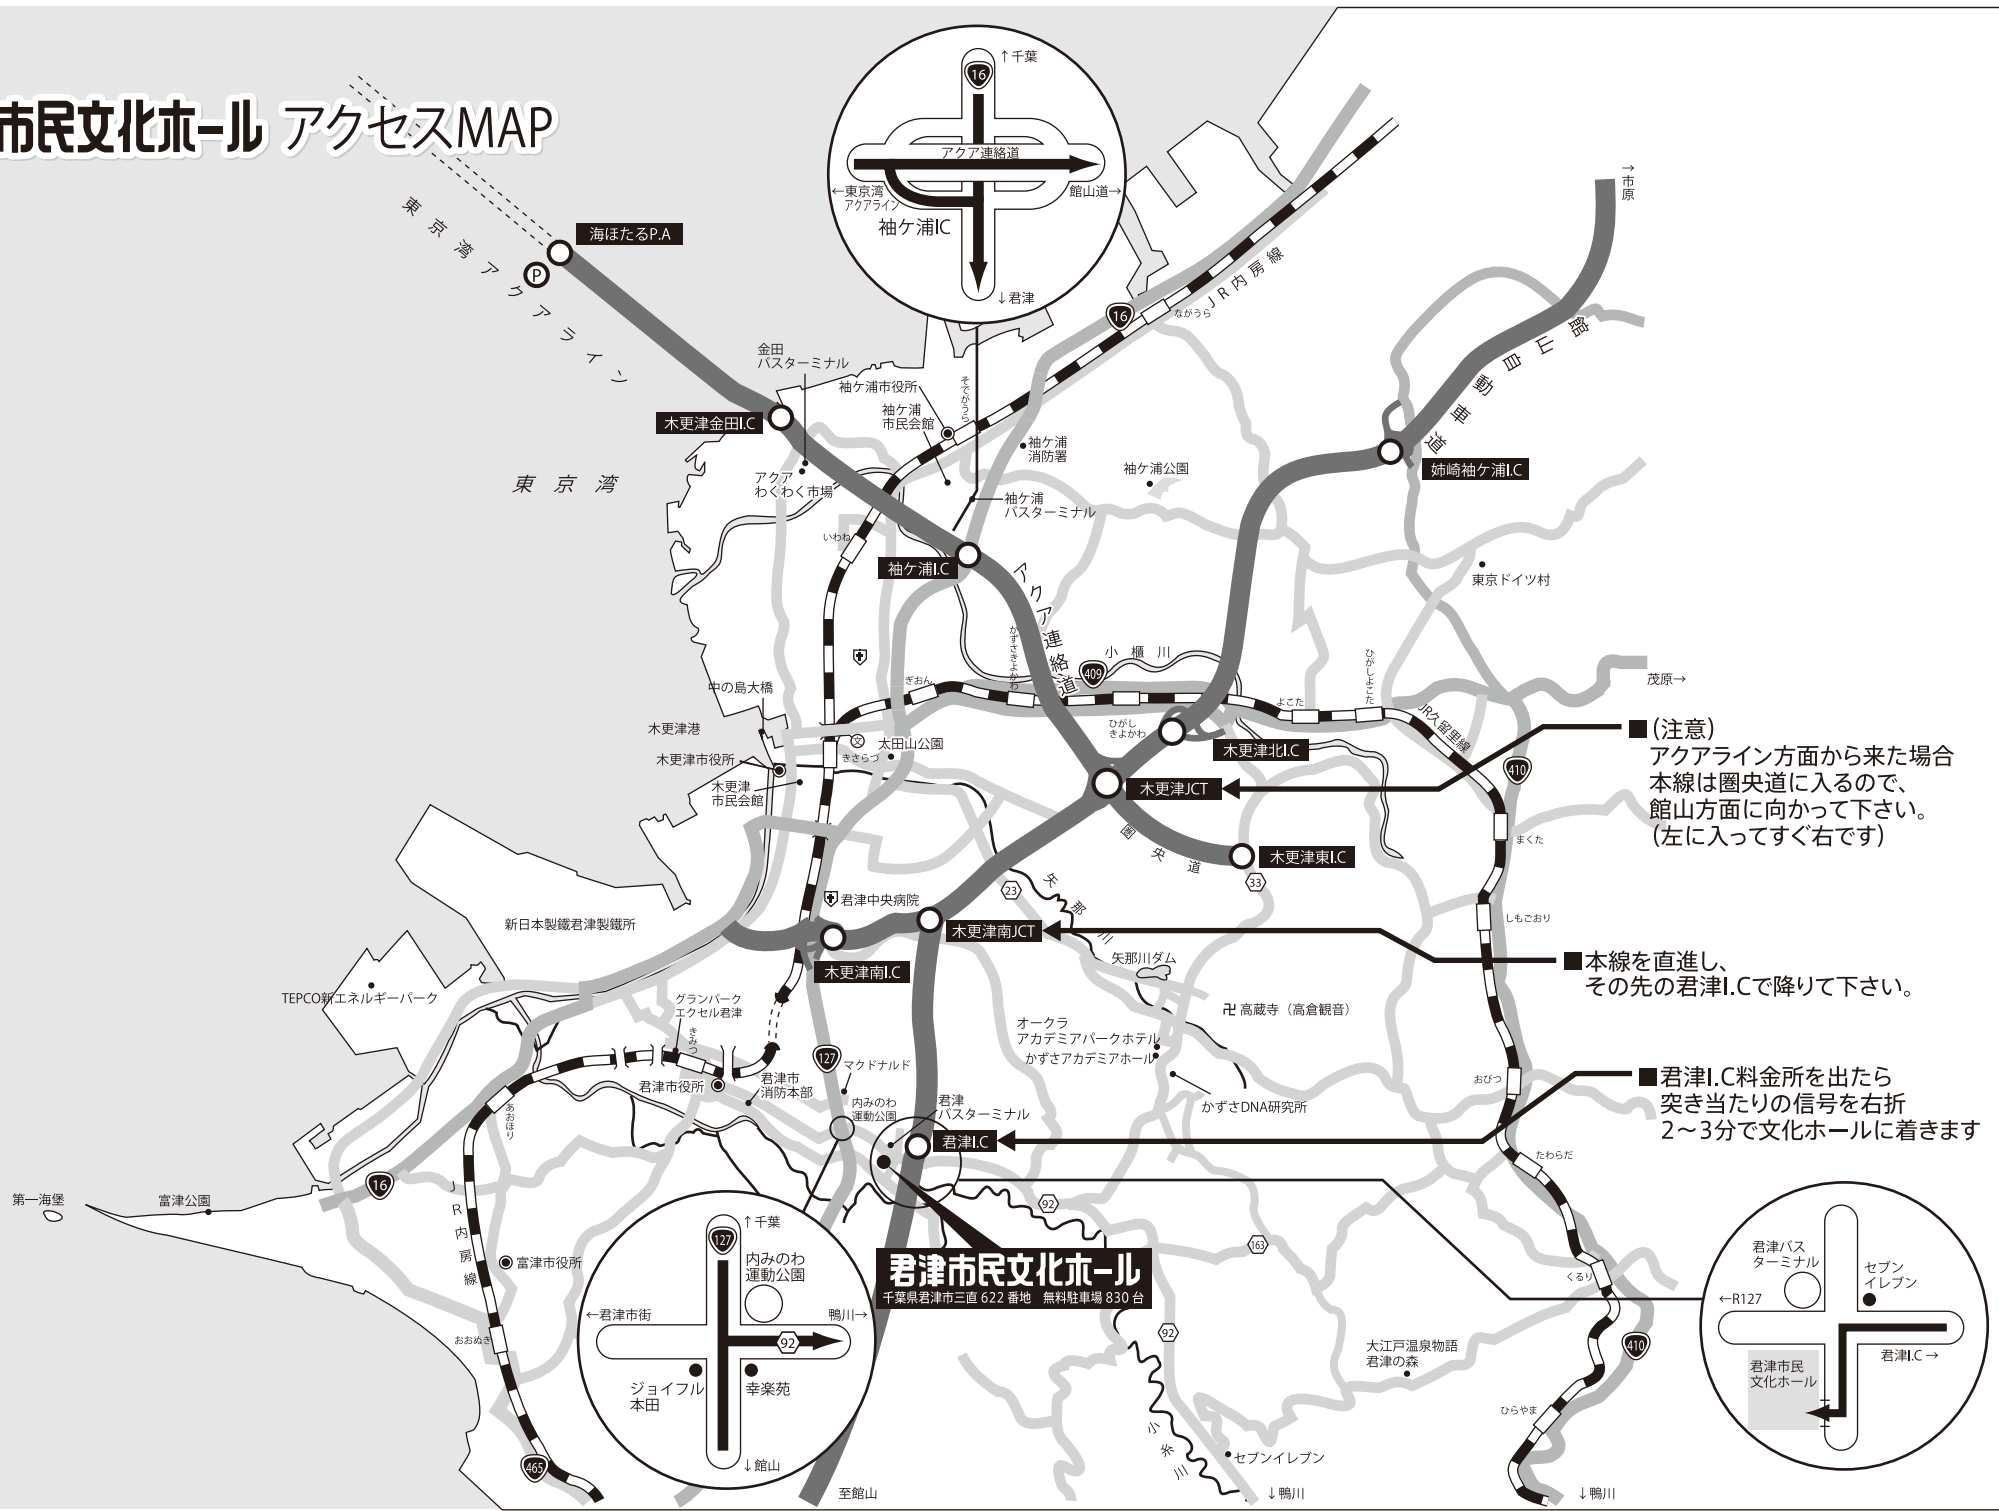 市民文化ホール アクセスMAP
↑千葉
16
アクア連絡道
←東京湾
アクアライン
館山道→
袖ケ浦IC
↓君津
→市原
東京湾アクアライン
海ほたるP.A
P
JR内房線
16
ながうら
館山自動車道
金田
バスターミナル
袖ケ浦市役所
そでがうら
袖ケ浦
市民会館
木更津金田I.C
袖ケ浦
消防署
姉崎袖ケ浦I.C
袖ケ浦公園
東京湾
アクア
わくわく市場
袖ケ浦
バスターミナル
いわね
袖ケ浦I.C
アクア連絡道
東京ドイツ村
かずさきよかわ
小櫃川
ひがしよこた
409
茂原→
ぎおん
中の島大橋
よこた
JR久留里線
木更津港
ひがし
きよかわ
文
太田山公園
木更津北I.C
木更津市役所
きさらづ
410
木更津
市民会館
木更津JCT
■(注意)
アクアライン方面から来た場合
本線は圏央道に入るので、
館山方面に向かって下さい。
(左に入ってすぐ右です)
圏央道
まくた
木更津東I.C
33
23
矢那川
君津中央病院
新日本製鐵君津製鐵所
しもごおり
木更津南JCT
木更津南I.C
矢那川ダム
■本線を直進し、
その先の君津I.Cで降りて下さい。
TEPCO新エネルギーパーク
グランパーク
エクセル君津
卍 高蔵寺（高倉観音）
オークラ
アカデミアパークホテル
かずさアカデミアホール
きみつ
127
マクドナルド
君津市役所
君津市
消防本部
おびつ
あおほり
内みのわ
運動公園
君津
バスターミナル
かずさDNA研究所
■君津I.C料金所を出たら
突き当たりの信号を右折
2～3分で文化ホールに着きます
君津I.C
たわらだ
16
第一海堡
富津公園
92
JR内房線
163
富津市役所
↑千葉
127
内みのわ
運動公園
←君津市街
鴨川→
92
ジョイフル
本田
幸楽苑
↓館山
君津市民文化ホール
千葉県君津市三直 622 番地　無料駐車場 830 台
くるり
君津バス
ターミナル
セブン
イレブン
←R127
君津I.C→
君津市民
文化ホール
おおぬき
92
410
大江戸温泉物語
君津の森
ひらやま
小糸川
セブンイレブン
465
至館山
↓鴨川
↓鴨川